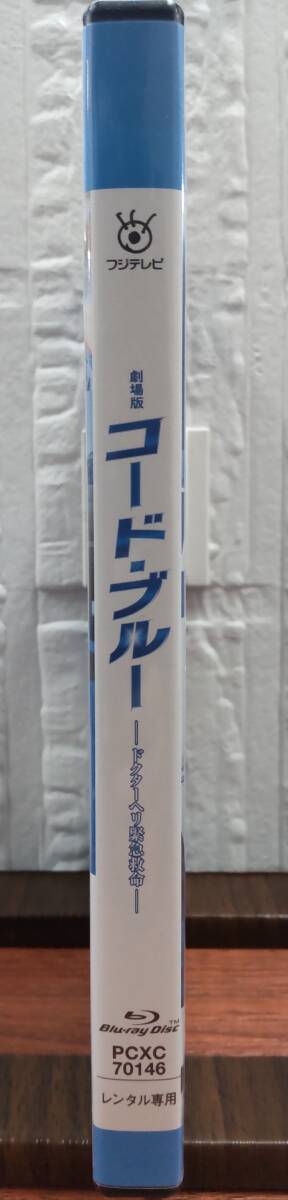 フジテレビ
劇場版
コード・ブルー
―ドクターヘリ緊急救命―
Blu-ray Disc™
PCXC
70146
レンタル専用